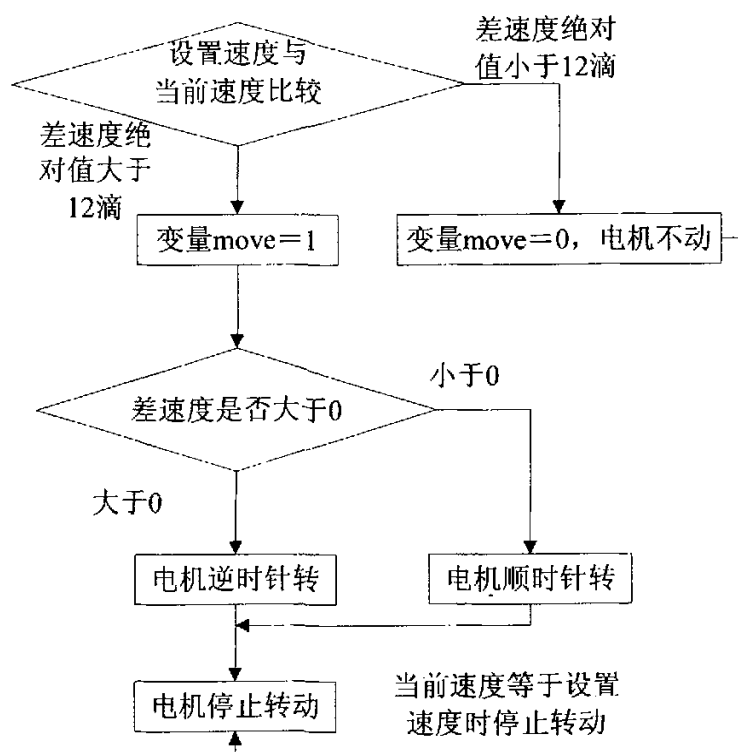 设置速度与
当前速度比较
差速度绝对
值小于12滴
差速度绝
对值大于
12滴
变量move=1
变量move=0，电机不动
差速度是否大于0
小于0
大于0
电机逆时针转
电机顺时针转
电机停止转动
当前速度等于设置
速度时停止转动